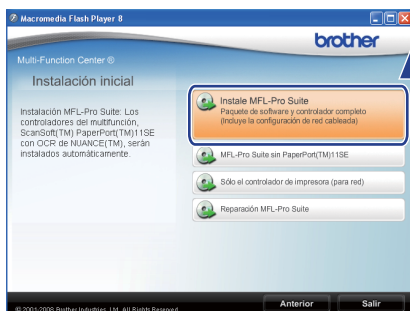 Macromedia Flash Player 8
brother
Multi-Function Center ®
Instalación inicial
Instalación MFL-Pro Suite: Los
controladores del multifunción,
ScanSoft(TM) PaperPort(TM)11SE
con OCR de NUANCE(TM), serán
instalados automáticamente.
Instale MFL-Pro Suite
Paquete de software y controlador completo
(Incluye la configuración de red cableada)
MFL-Pro Suite sin PaperPort(TM)11SE
Sólo el controlador de impresora (para red)
Reparación MFL-Pro Suite
© 2001-2008 Brother Industries, Ltd. All Rights Reserved.
Anterior
Salir